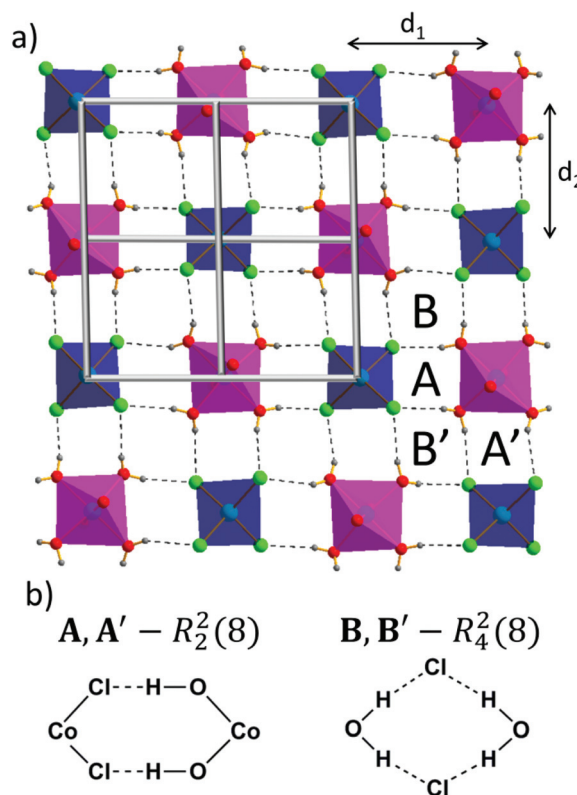 a)
d₁
d₂
B
A
B′ A′
b)
A, A′ − R²₂(8) B, B′ − R²₄(8)
Cl H O
Co Co
Cl H O
Cl
H H
O O
H H
Cl